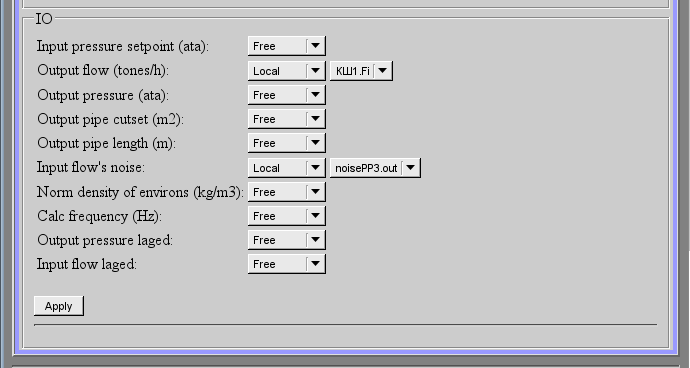 IO
Input pressure setpoint (ata): Free
Output flow (tones/h): Local КШ1.Fi
Output pressure (ata): Free
Output pipe cutset (m2): Free
Output pipe length (m): Free
Input flow's noise: Local noisePP3.out
Norm density of environs (kg/m3): Free
Calc frequency (Hz): Free
Output pressure laged: Free
Input flow laged: Free
Apply